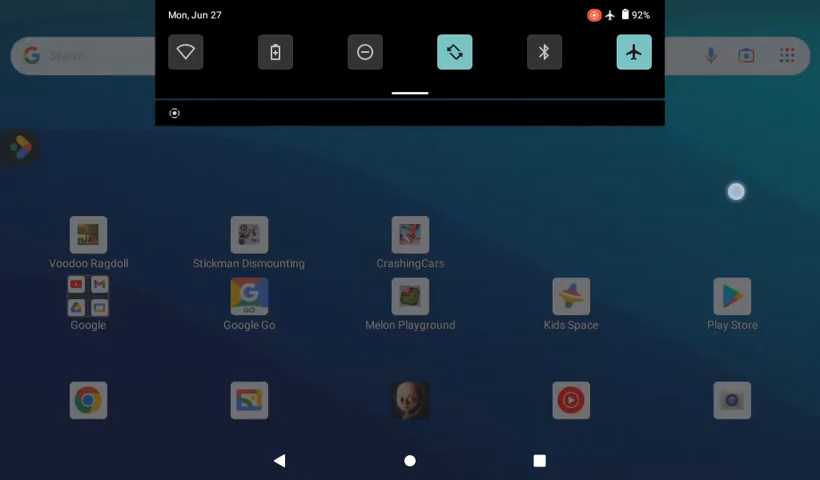 Mon, Jun 27
92%
Search
Voodoo Ragdoll
Stickman Dismounting
CrashingCars
GO
Google
Google Go
Melon Playground
Kids Space
Play Store